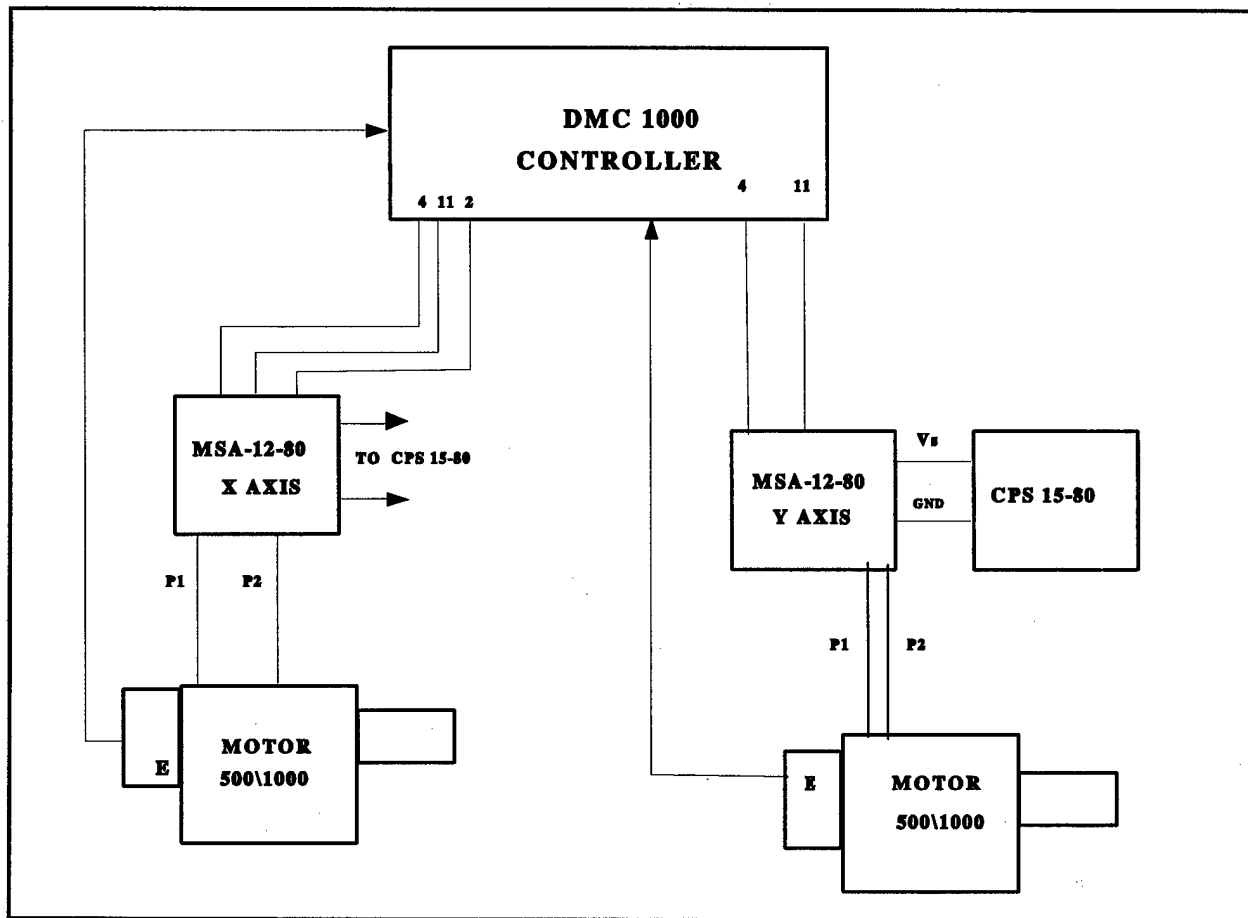 DMC 1000
CONTROLLER
4 11 2
4 11
MSA-12-80
X AXIS
TO CPS 15-80
MSA-12-80
Y AXIS
Vs
GND
CPS 15-80
P1 P2
P1 P2
E
MOTOR
500\1000
E
MOTOR
500\1000